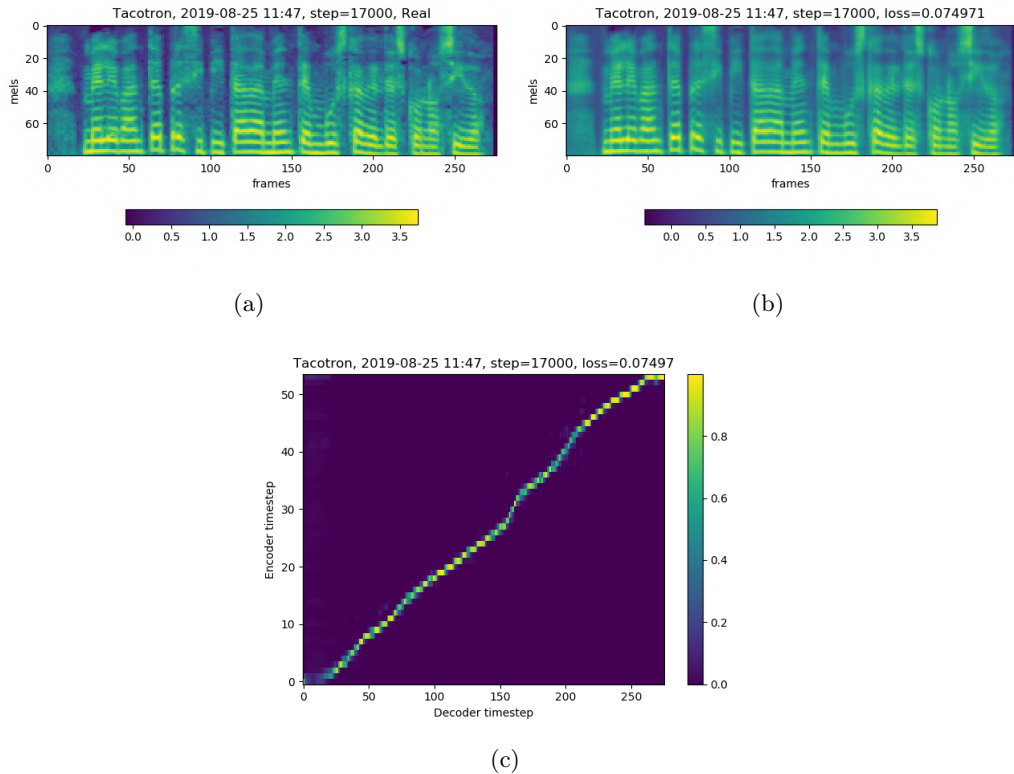 Tacotron, 2019-08-25 11:47, step=17000, Real
0
20
40
60
mels
0 50 100 150 200 250
frames
0.0 0.5 1.0 1.5 2.0 2.5 3.0 3.5
(a)
Tacotron, 2019-08-25 11:47, step=17000, loss=0.074971
0
20
40
60
mels
0 50 100 150 200 250
frames
0.0 0.5 1.0 1.5 2.0 2.5 3.0 3.5
(b)
Tacotron, 2019-08-25 11:47, step=17000, loss=0.07497
50
40
30
20
10
0
Encoder timestep
0 50 100 150 200 250
Decoder timestep
0.8
0.6
0.4
0.2
0.0
(c)